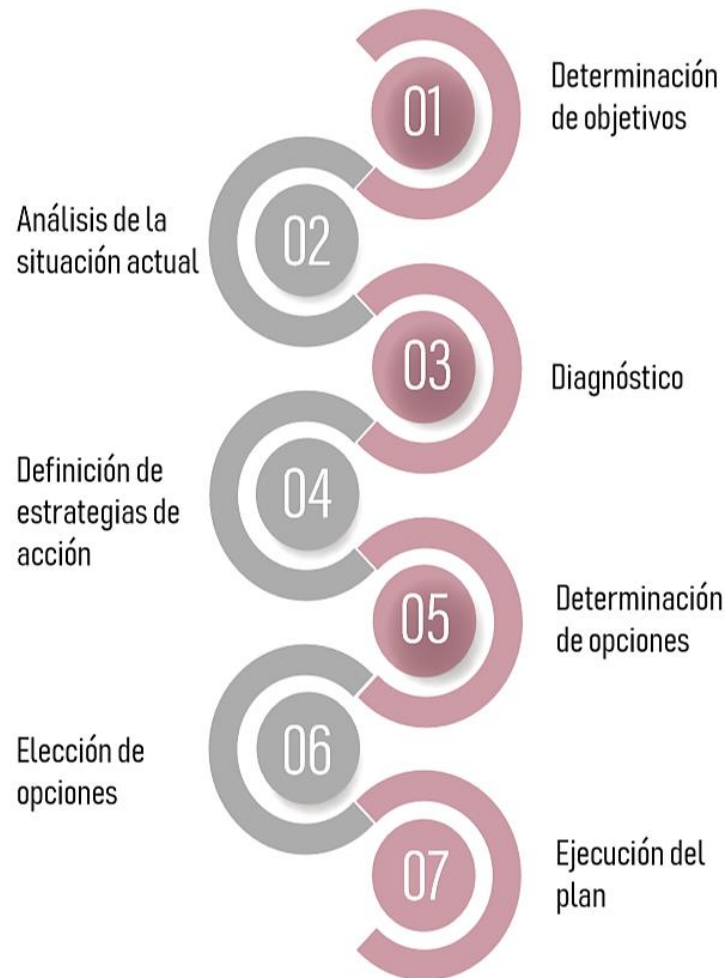 01
Determinación
de objetivos
02
Análisis de la
situación actual
03
Diagnóstico
04
Definición de
estrategias de
acción
05
Determinación
de opciones
06
Elección de
opciones
07
Ejecución del
plan